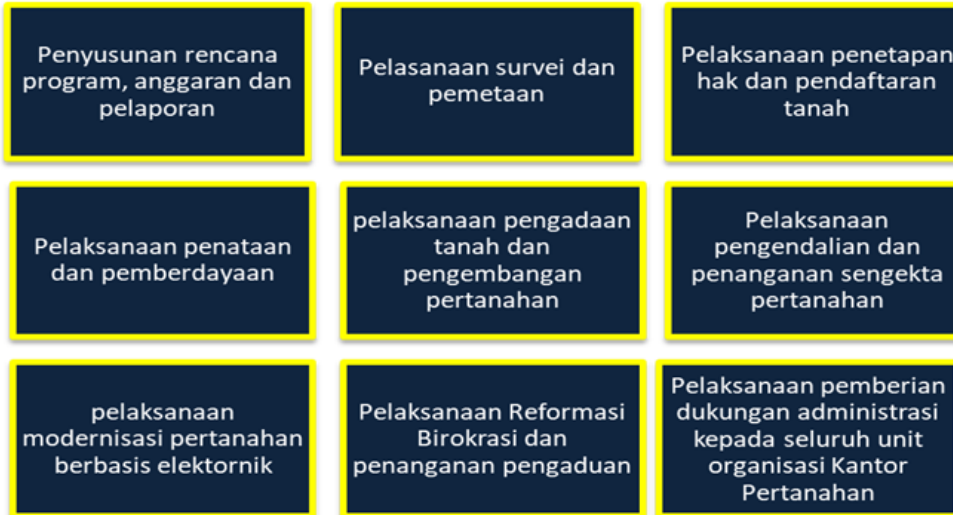 Penyusunan rencana
program, anggaran dan
pelaporan
Pelasanaan survei dan
pemetaan
Pelaksanaan penetapan
hak dan pendaftaran
tanah
Pelaksanaan penataan
dan pemberdayaan
pelaksanaan pengadaan
tanah dan
pengembangan
pertanahan
Pelaksanaan
pengendalian dan
penanganan sengekta
pertanahan
pelaksanaan
modernisasi pertanahan
berbasis elektornik
Pelaksanaan Reformasi
Birokrasi dan
penanganan pengaduan
Pelaksanaan pemberian
dukungan administrasi
kepada seluruh unit
organisasi Kantor
Pertanahan